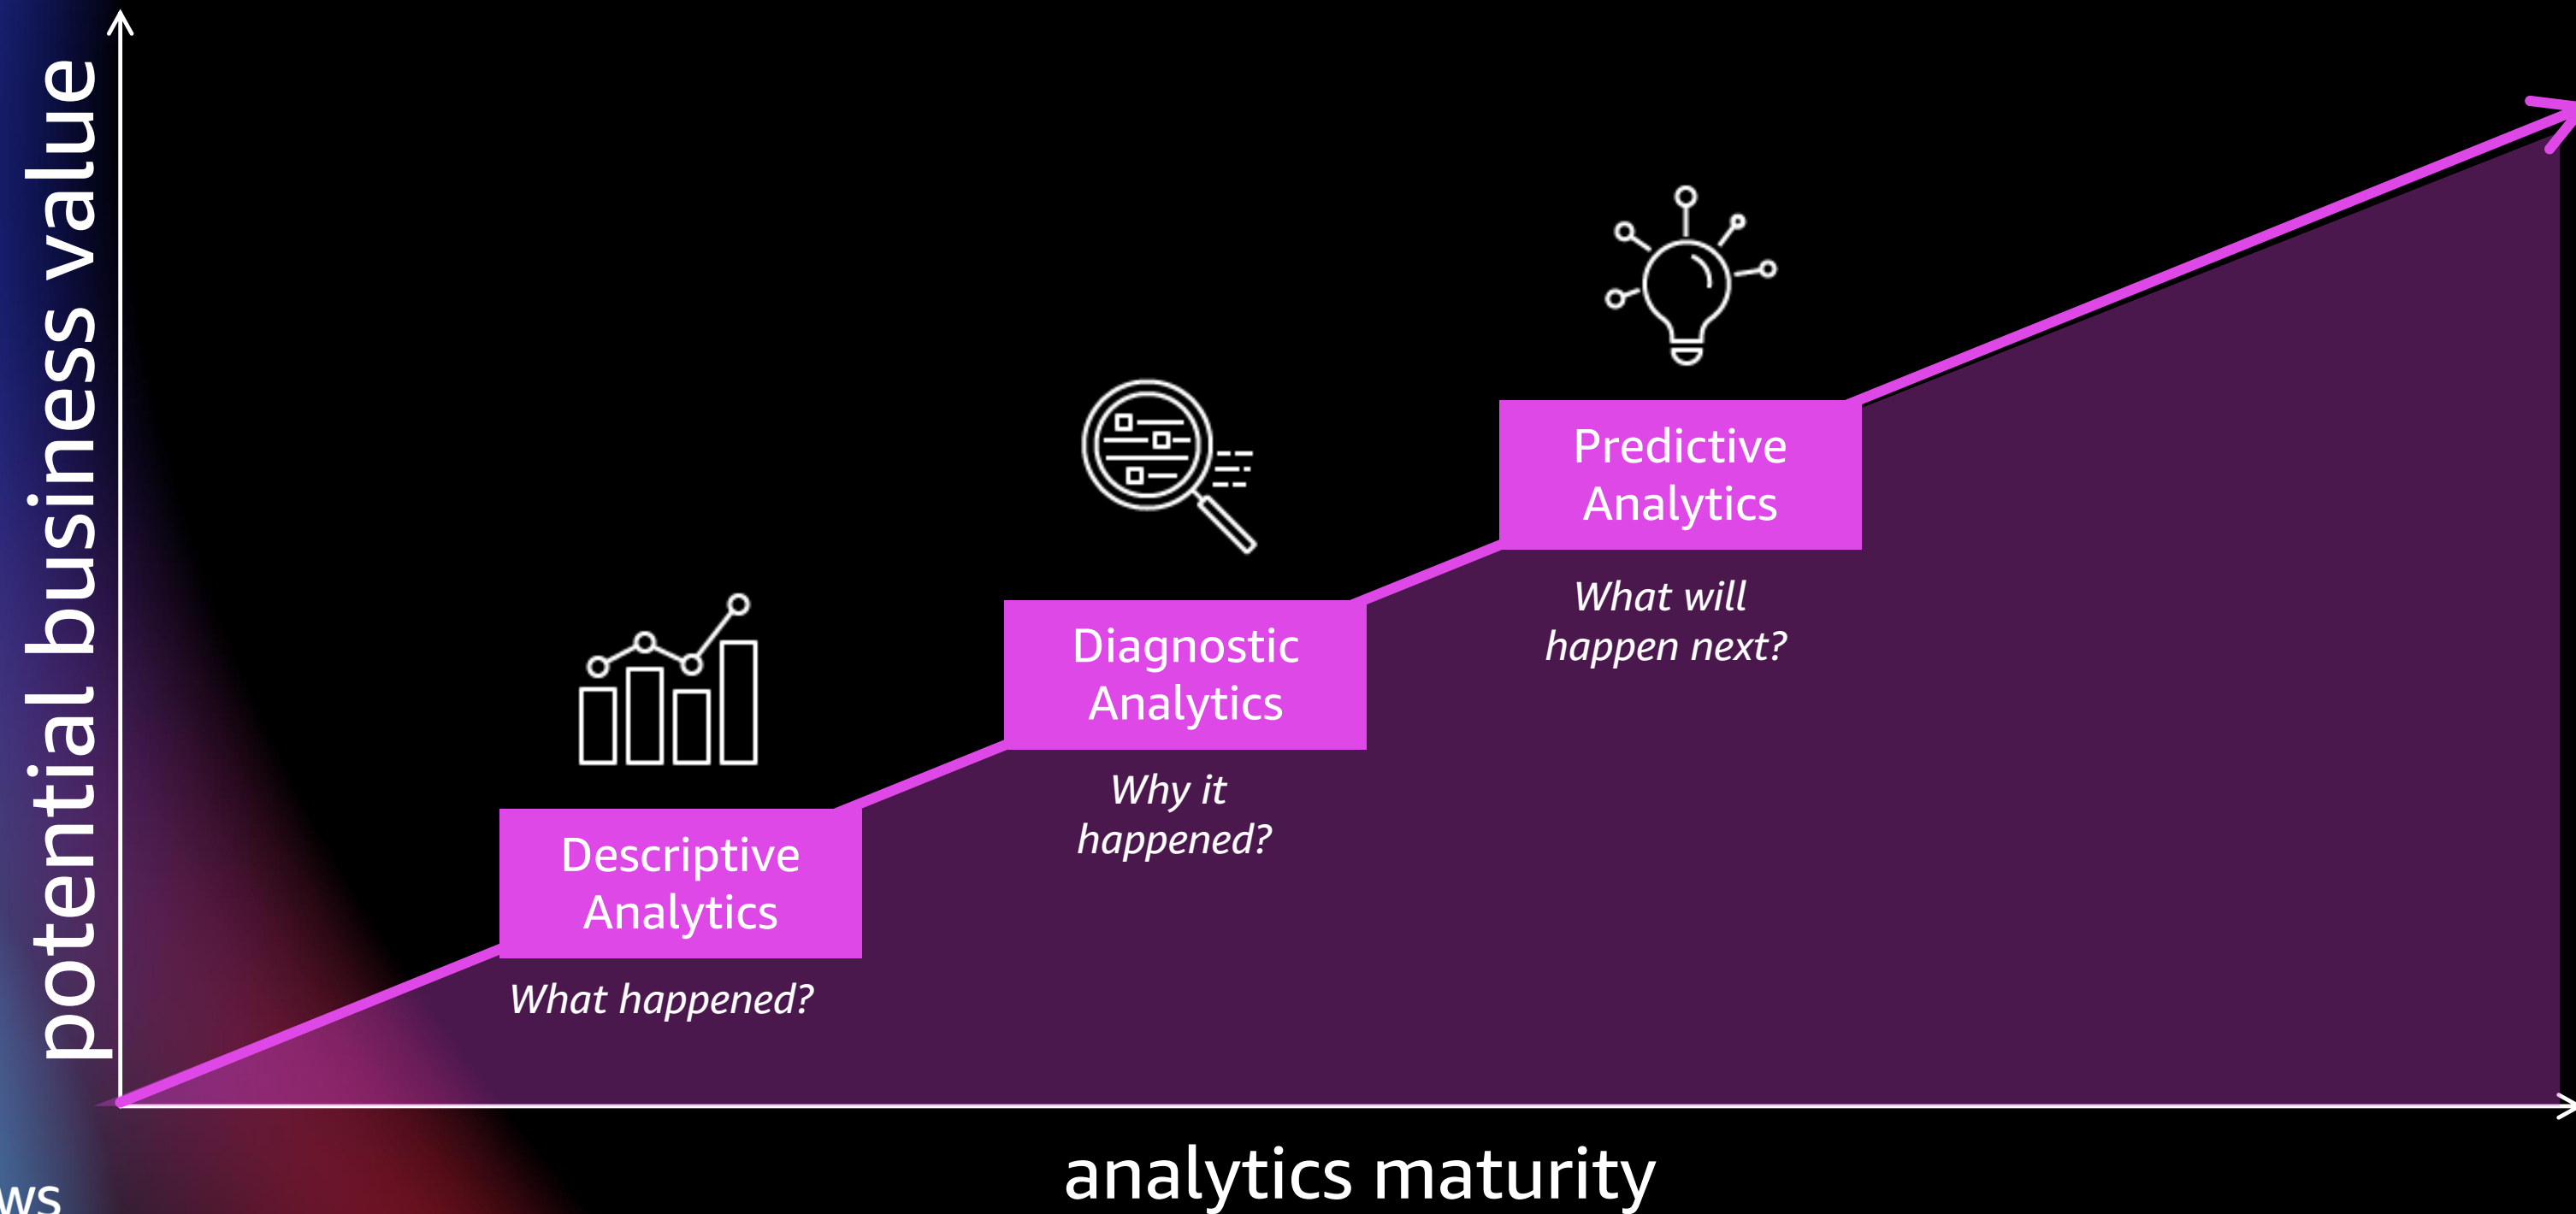 potential business value
Predictive
Analytics
What will
happen next?
Diagnostic
Analytics
Why it
happened?
Descriptive
Analytics
What happened?
analytics maturity
ws